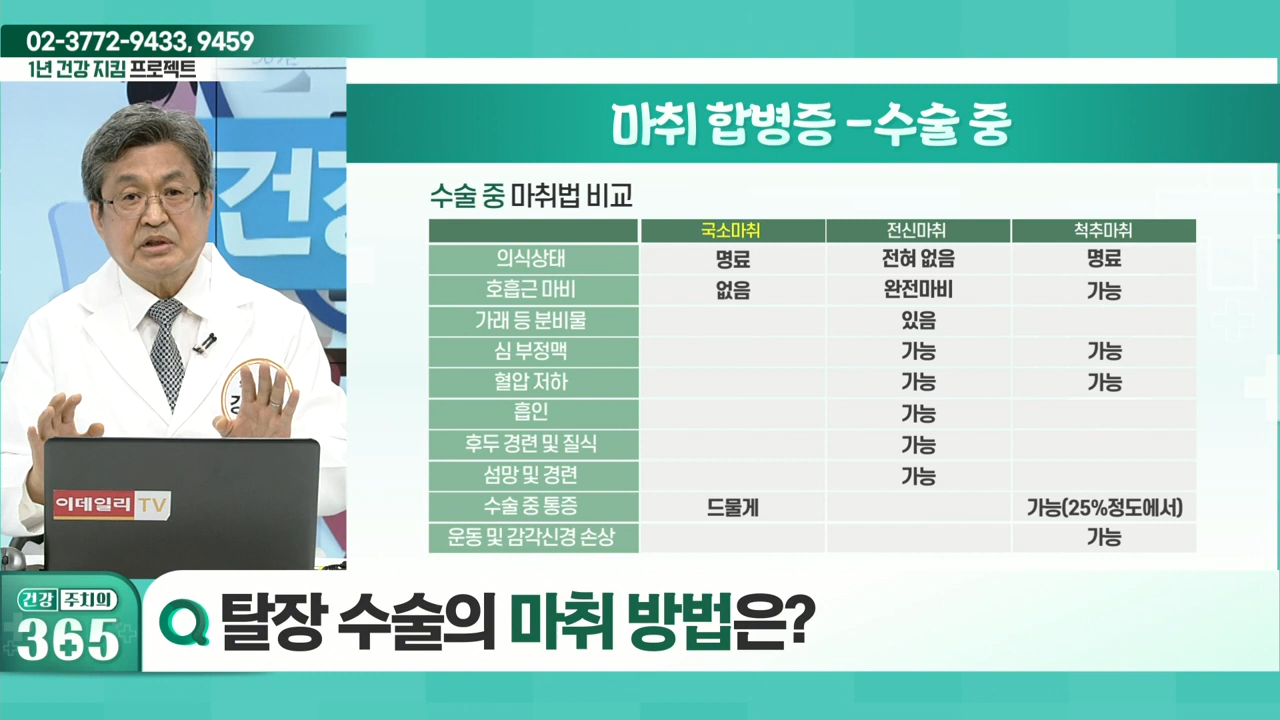 02-3772-9433, 9459
1년 건강 지킴 프로젝트
건강
마취 합병증 -수술 중
수술 중 마취법 비교
국소마취 전신마취 척추마취
의식상태 명료 전혀 없음 명료
호흡근 마비 없음 완전마비 가능
가래 등 분비물 있음
심 부정맥 가능 가능
혈압 저하 가능 가능
흡인 가능
후두 경련 및 질식 가능
섬망 및 경련 가능
수술 중 통증 드물게 가능(25%정도에서)
운동 및 감각신경 손상 가능
이데일리 TV
건강 주치의
365
Q 탈장 수술의 마취 방법은?